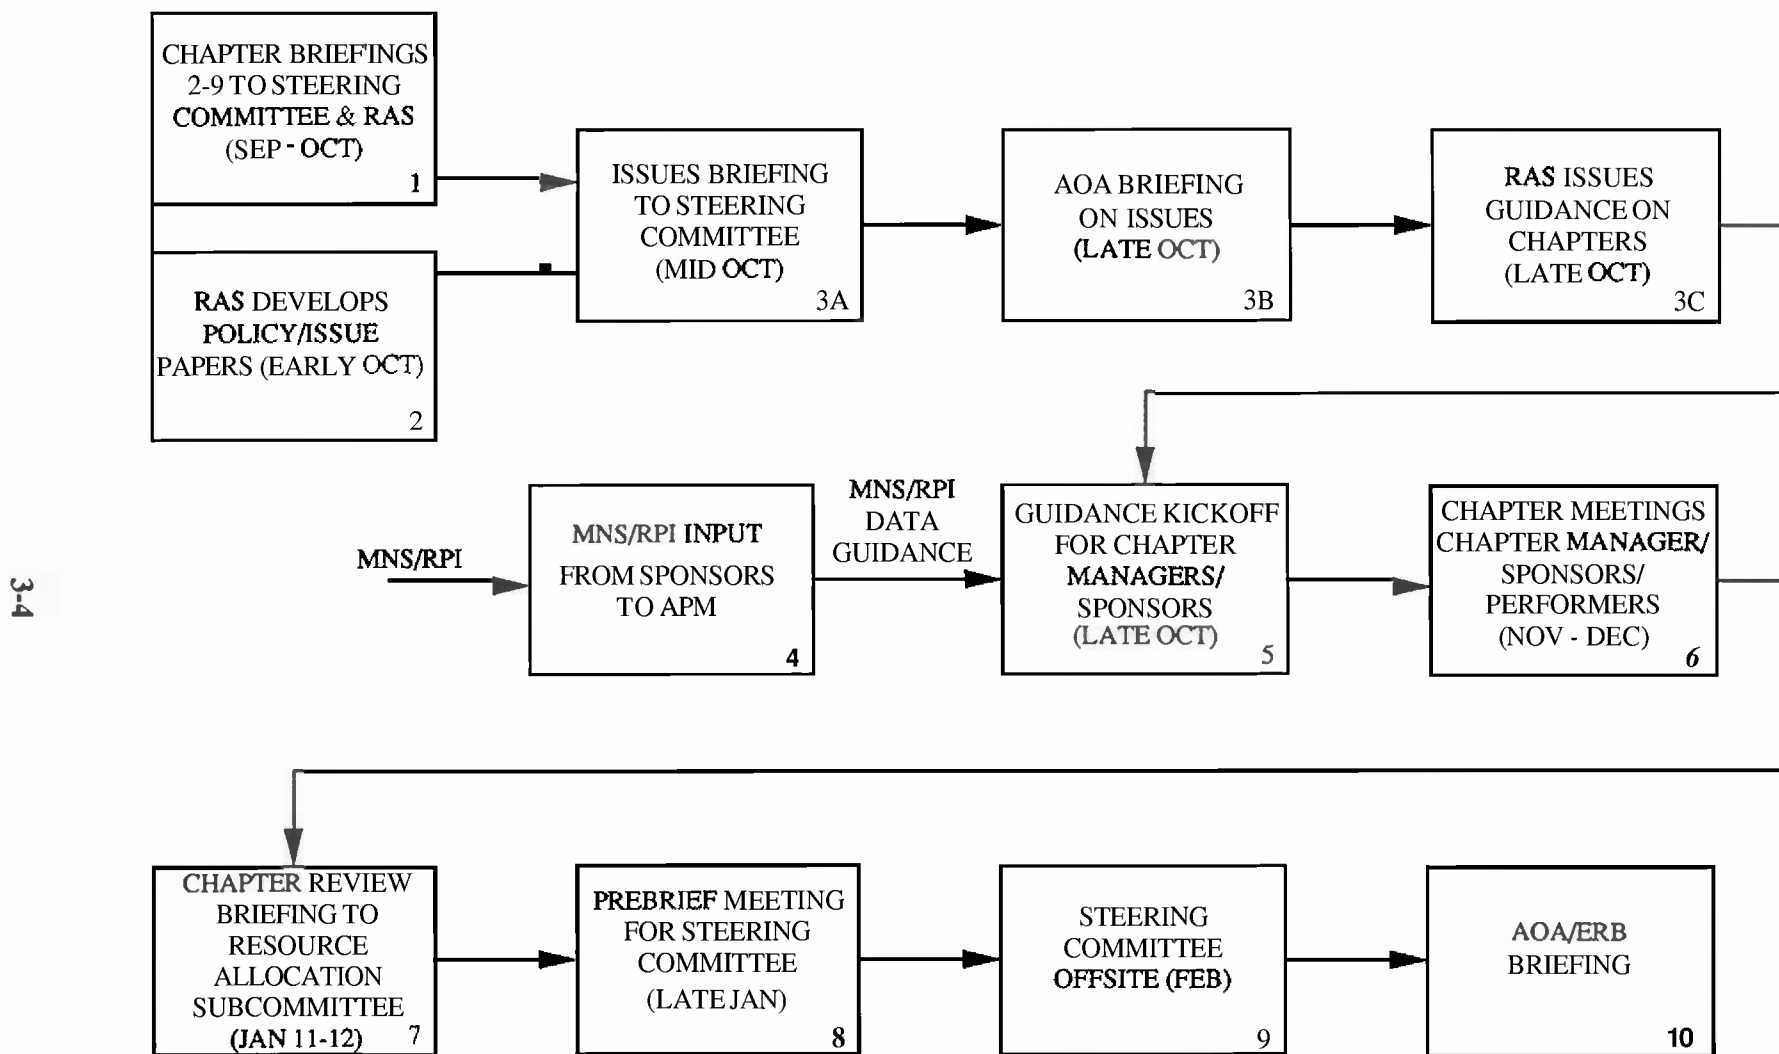 CHAPTER BRIEFINGS
2-9 TO STEERING
COMMITTEE & RAS
(SEP - OCT)
1
RAS DEVELOPS
POLICY/ISSUE
PAPERS (EARLY OCT)
2
ISSUES BRIEFING
TO STEERING
COMMITTEE
(MID OCT)
3A
AOA BRIEFING
ON ISSUES
(LATE OCT)
3B
RAS ISSUES
GUIDANCE ON
CHAPTERS
(LATE OCT)
3C
MNS/RPI
MNS/RPI INPUT
FROM SPONSORS
TO APM
4
MNS/RPI
DATA
GUIDANCE
GUIDANCE KICKOFF
FOR CHAPTER
MANAGERS/
SPONSORS
(LATE OCT)
5
CHAPTER MEETINGS
CHAPTER MANAGER/
SPONSORS/
PERFORMERS
(NOV - DEC)
6
3-4
CHAPTER REVIEW
BRIEFING TO
RESOURCE
ALLOCATION
SUBCOMMITTEE
(JAN 11-12)
7
PREBRIEF MEETING
FOR STEERING
COMMITTEE
(LATE JAN)
8
STEERING
COMMITTEE
OFFSITE (FEB)
9
AOA/ERB
BRIEFING
10